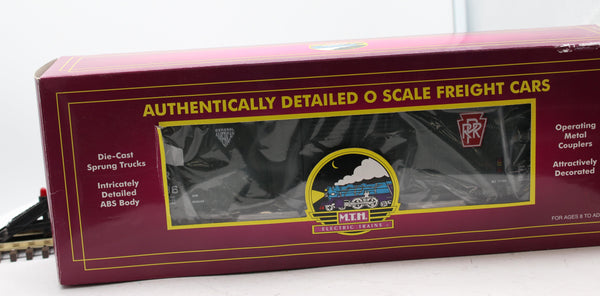 AUTHENTICALLY DETAILED O SCALE FREIGHT CARS
Die-Cast
Sprung Trucks
Intricately
Detailed
ABS Body
PRR
Operating
Metal
Couplers
Attractively
Decorated
M.T.H.
ELECTRIC TRAINS
FOR AGES 8 TO AD